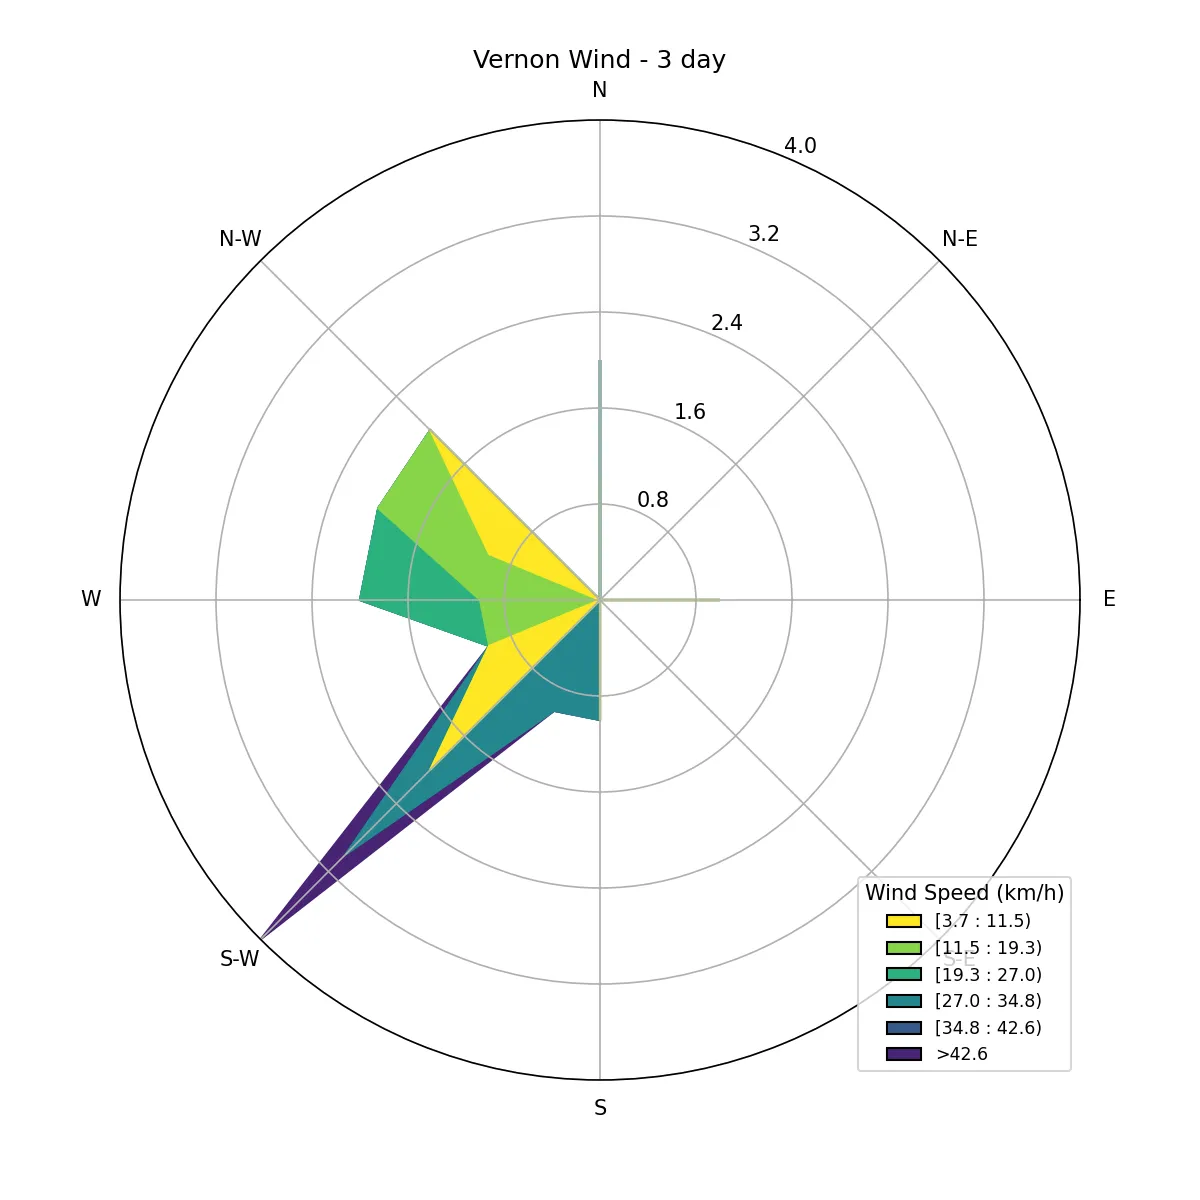 Vernon Wind - 3 day
N
4.0
N-W
3.2
N-E
2.4
1.6
0.8
W
E
S-W
S-E
S
Wind Speed (km/h)
[3.7 : 11.5)
[11.5 : 19.3)
[19.3 : 27.0)
[27.0 : 34.8)
[34.8 : 42.6)
>42.6